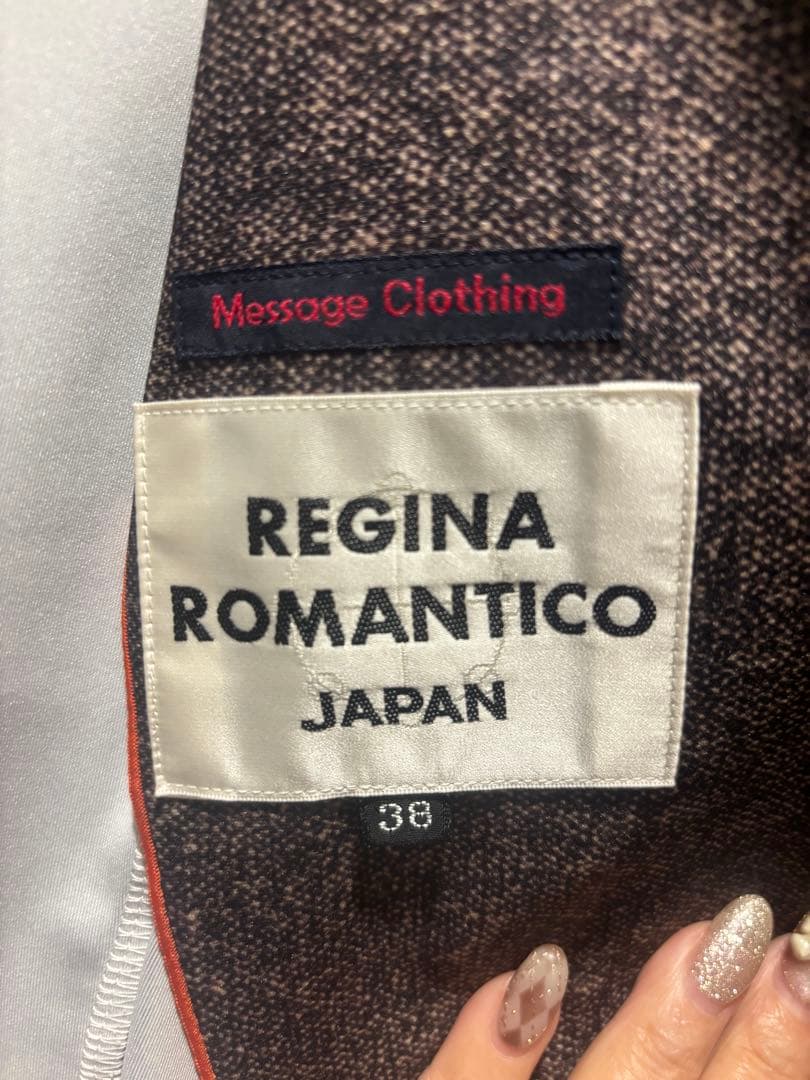 Message Clothing
REGINA
ROMANTICO
JAPAN
38